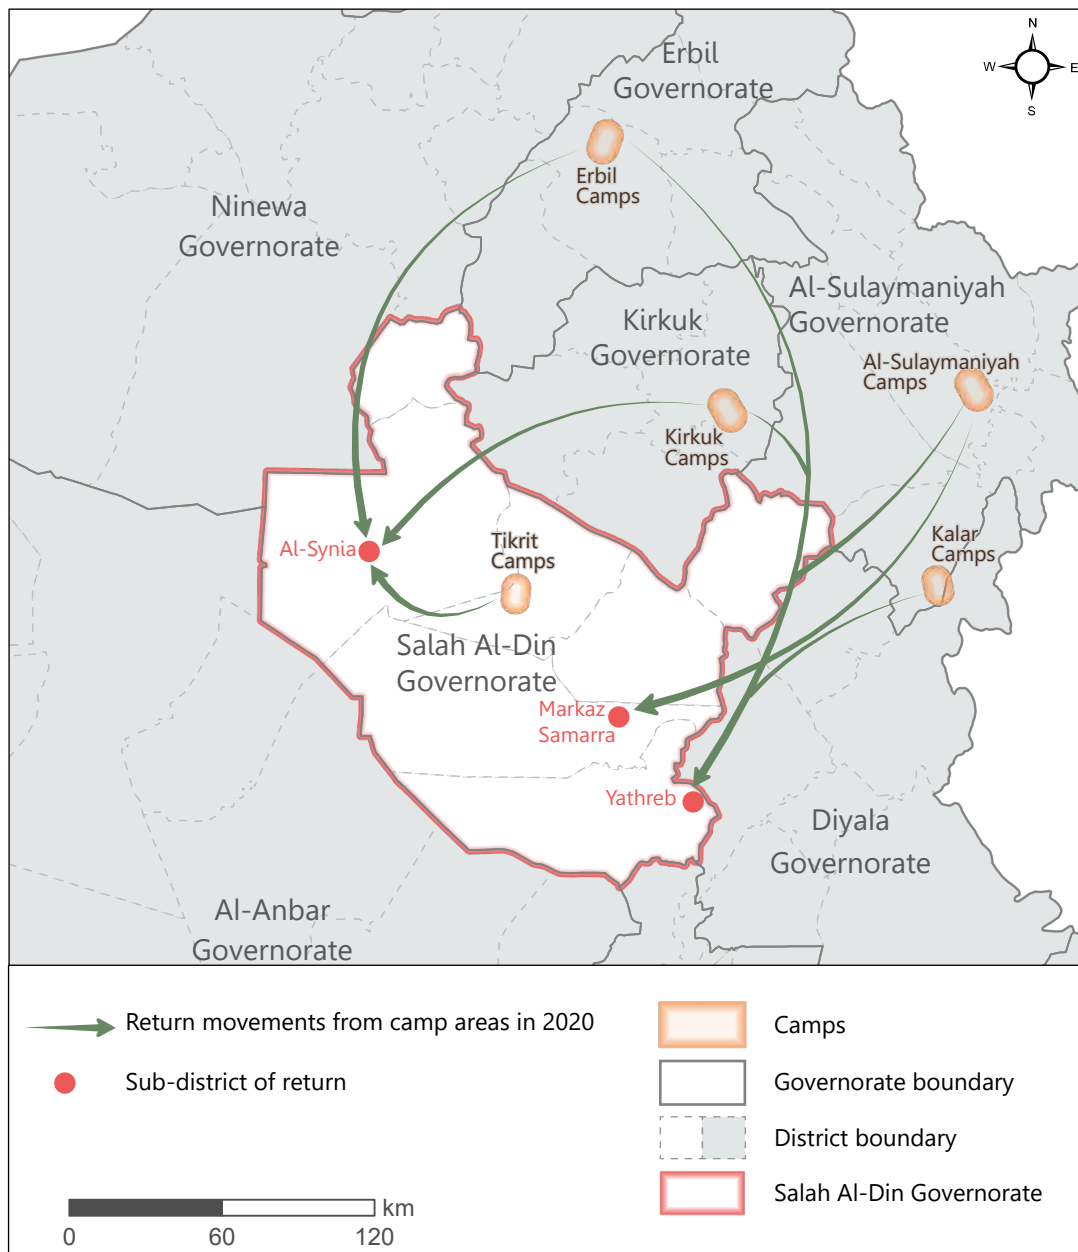 N
W
E
S
Erbil
Governorate
Erbil
Camps
Ninewa
Governorate
Al-Sulaymaniyah
Governorate
Kirkuk
Governorate
Al-Sulaymaniyah
Camps
Kirkuk
Camps
Al-Synia
Tikrit
Camps
Kalar
Camps
Salah Al-Din
Governorate
Markaz
Samarra
Yathreb
Diyala
Governorate
Al-Anbar
Governorate
Return movements from camp areas in 2020
Sub-district of return
Camps
Governorate boundary
District boundary
Salah Al-Din Governorate
km
0 60 120